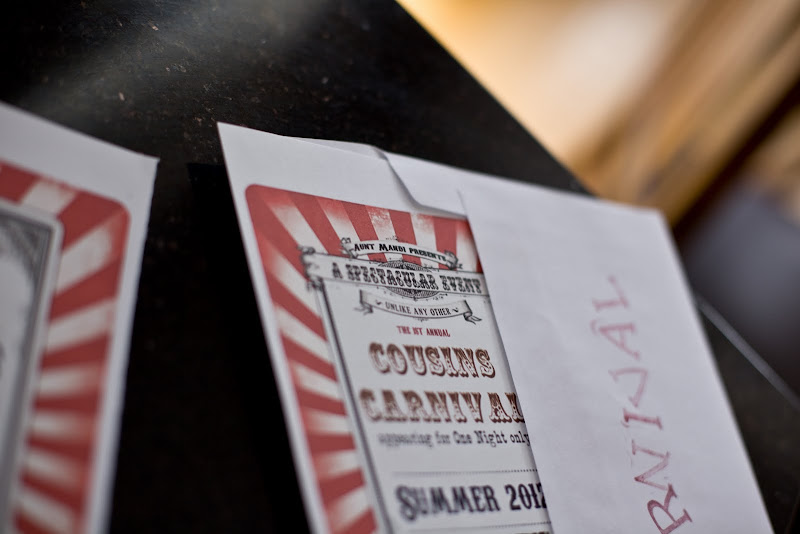 AUNT MANDI PRESENTS
A SPECTACULAR EVENT
UNLIKE ANY OTHER
THE 1ST ANNUAL
COUSINS
CARNIVAL
appearing for One Night only
SUMMER 2012
RNIVAL